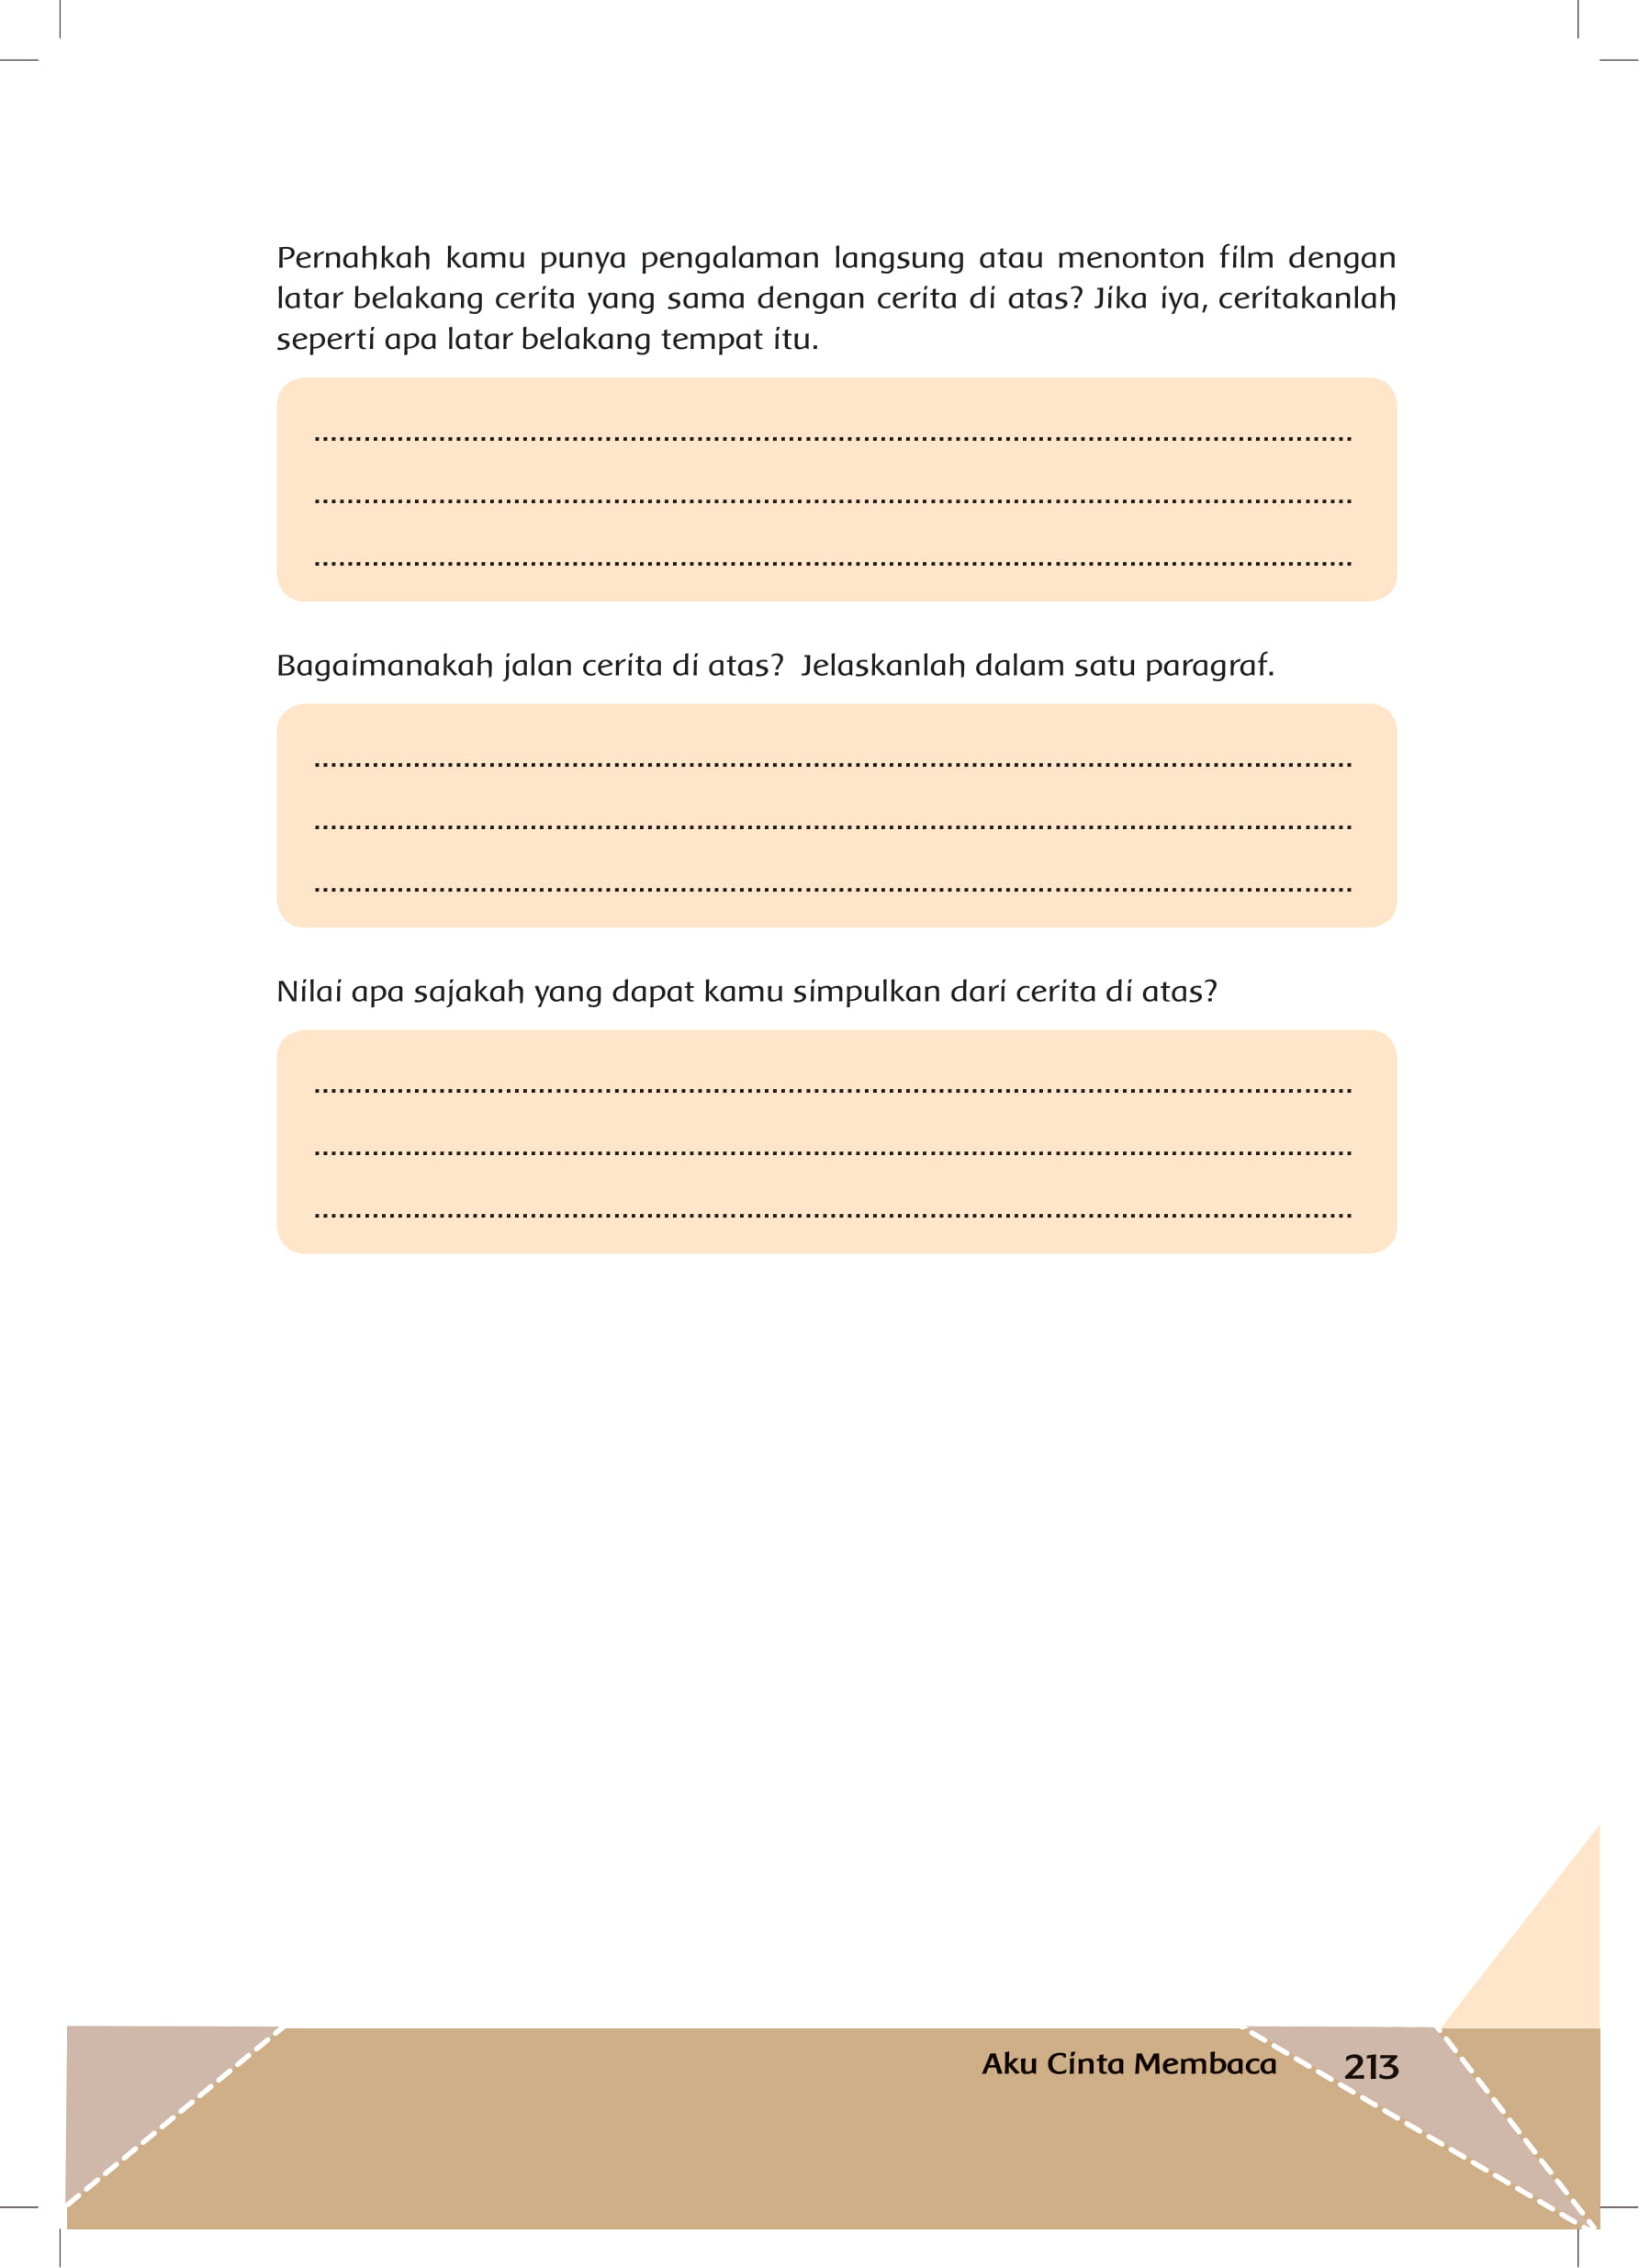 Pernahkah kamu punya pengalaman langsung atau menonton film dengan
latar belakang cerita yang sama dengan cerita di atas? Jika iya, ceritakanlah
seperti apa latar belakang tempat itu.
Bagaimanakah jalan cerita di atas? Jelaskanlah dalam satu paragraf.
Nilai apa sajakah yang dapat kamu simpulkan dari cerita di atas?
Aku Cinta Membaca 213